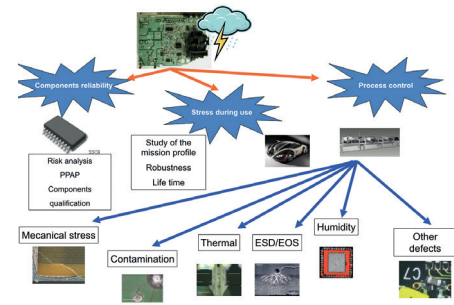 Components reliability
Stress during use
Process control
Risk analysis
PPAP
Components
qualification
Study of the
mission profile
Robustness
Life time
Mecanical stress
Contamination
Thermal
ESD/EOS
Humidity
Other
defects
C7